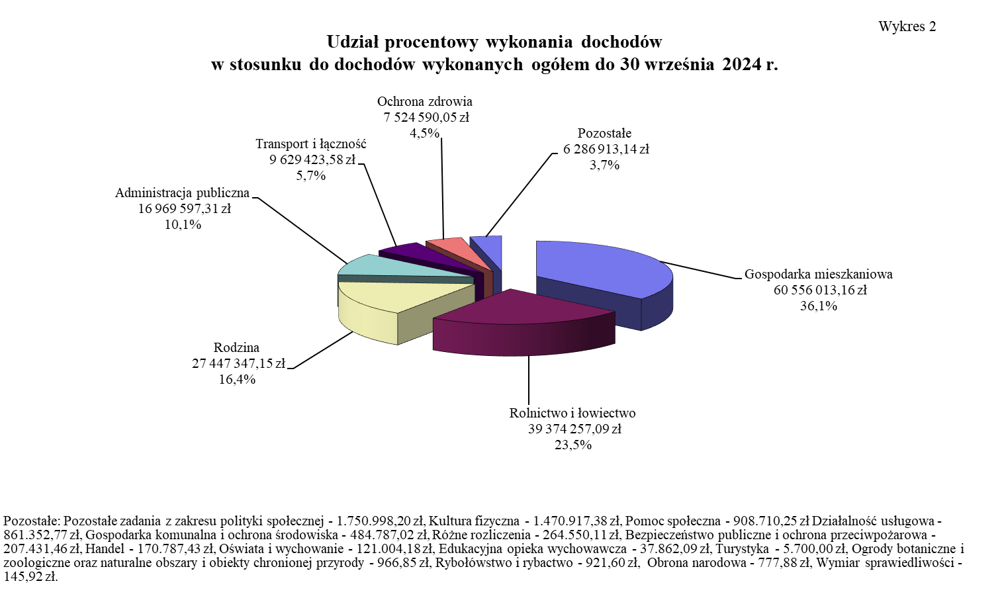 Wykres 2
Udział procentowy wykonania dochodów
w stosunku do dochodów wykonanych ogółem do 30 września 2024 r.
Ochrona zdrowia
7 524 590,05 zł
4,5%
Pozostałe
6 286 913,14 zł
3,7%
Transport i łączność
9 629 423,58 zł
5,7%
Administracja publiczna
16 969 597,31 zł
10,1%
Gospodarka mieszkaniowa
60 556 013,16 zł
36,1%
Rodzina
27 447 347,15 zł
16,4%
Rolnictwo i łowiectwo
39 374 257,09 zł
23,5%
Pozostałe: Pozostałe zadania z zakresu polityki społecznej - 1.750.998,20 zł, Kultura fizyczna - 1.470.917,38 zł, Pomoc społeczna - 908.710,25 zł Działalność usługowa -
861.352,77 zł, Gospodarka komunalna i ochrona środowiska - 484.787,02 zł, Różne rozliczenia - 264.550,11 zł, Bezpieczeństwo publiczne i ochrona przeciwpożarowa -
207.431,46 zł, Handel - 170.787,43 zł, Oświata i wychowanie - 121.004,18 zł, Edukacyjna opieka wychowawcza - 37.862,09 zł, Turystyka - 5.700,00 zł, Ogrody botaniczne i
zoologiczne oraz naturalne obszary i obiekty chronionej przyrody - 966,85 zł, Rybołówstwo i rybactwo - 921,60 zł, Obrona narodowa - 777,88 zł, Wymiar sprawiedliwości -
145,92 zł.